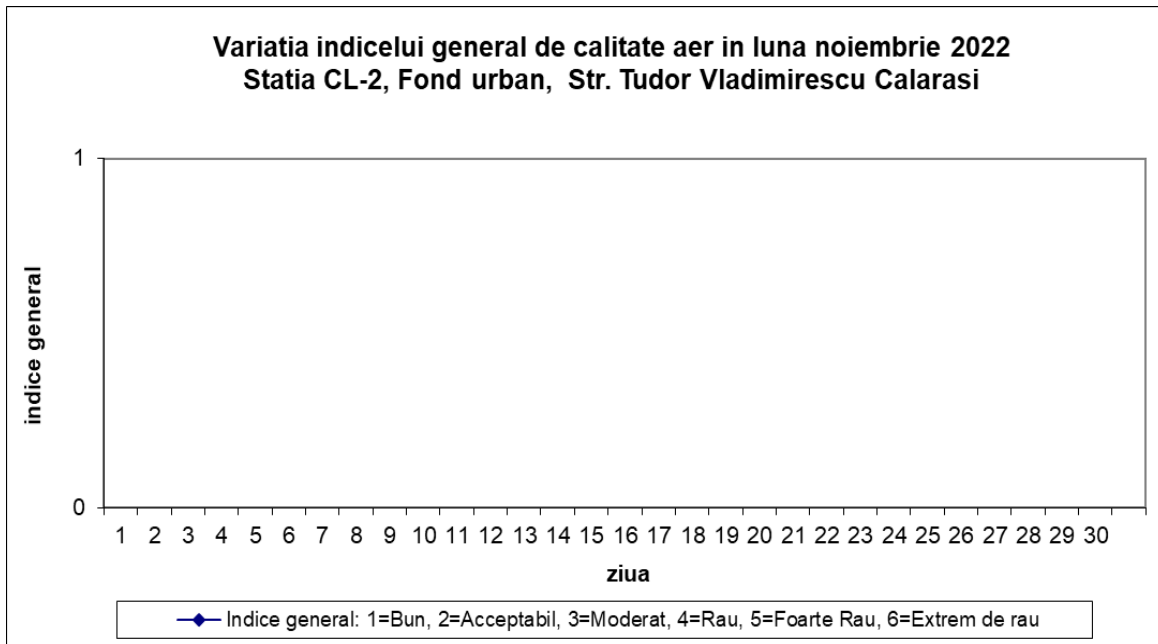 Variatia indicelui general de calitate aer in luna noiembrie 2022
Statia CL-2, Fond urban,  Str. Tudor Vladimirescu Calarasi
1
indice general
0
1 2 3 4 5 6 7 8 9 10 11 12 13 14 15 16 17 18 19 20 21 22 23 24 25 26 27 28 29 30
ziua
Indice general: 1=Bun, 2=Acceptabil, 3=Moderat, 4=Rau, 5=Foarte Rau, 6=Extrem de rau